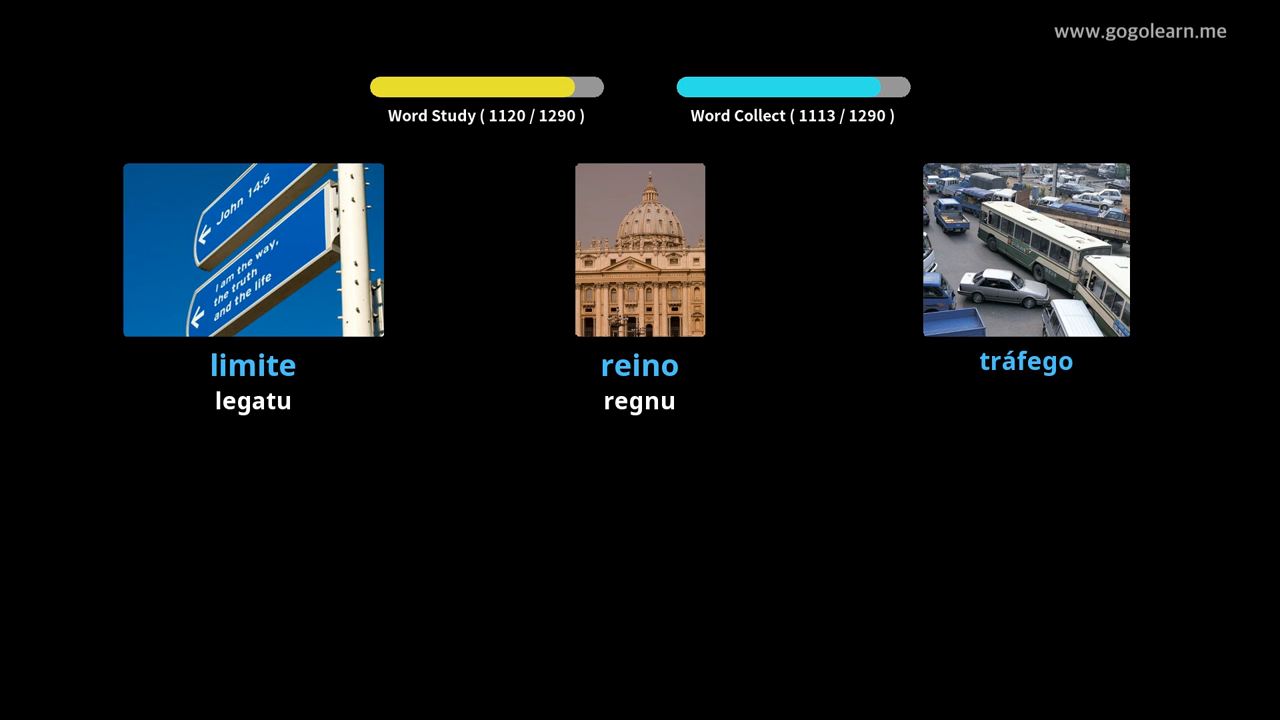 www.gogolearn.me
Word Study ( 1120 / 1290 )
Word Collect ( 1113 / 1290 )
John 14:6
I am the way,
the truth
and the life
limite
legatu
reino
regnu
tráfego